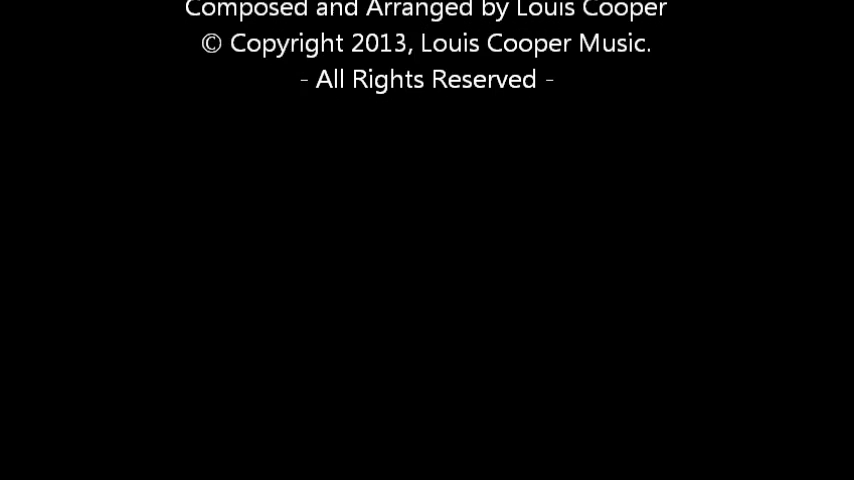 Composed and Arranged by Louis Cooper
© Copyright 2013, Louis Cooper Music.
- All Rights Reserved -